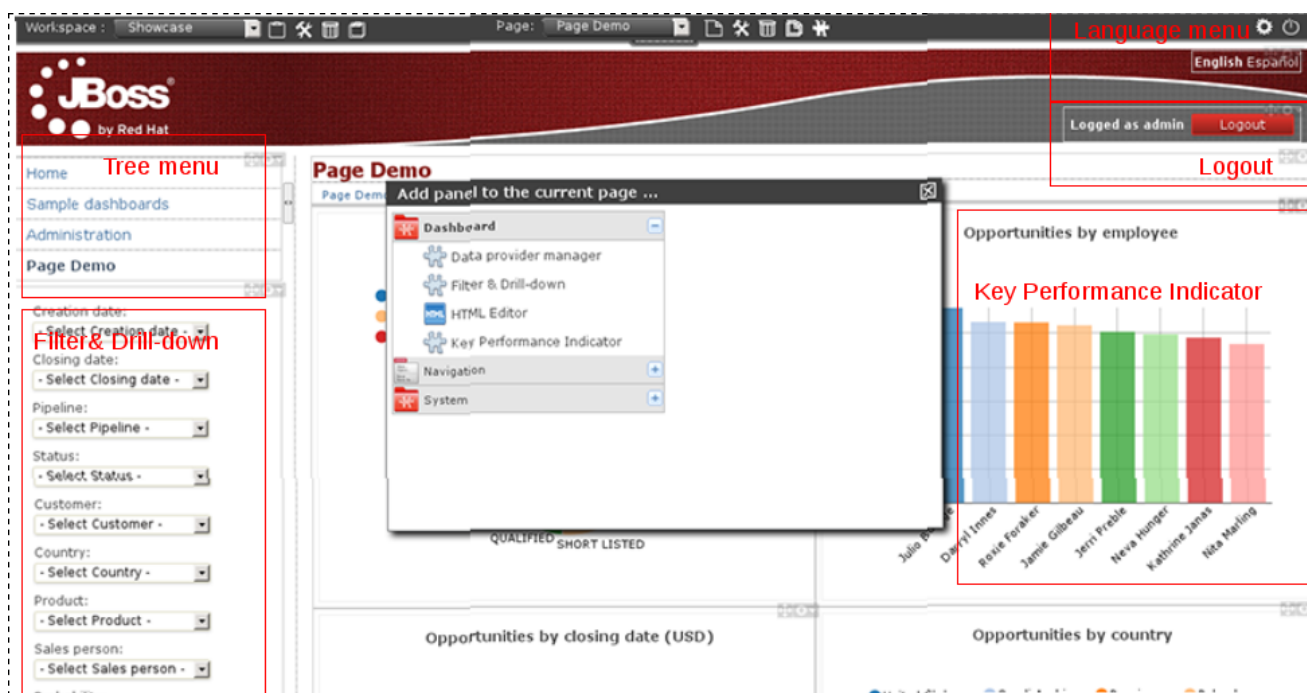 Workspace : Showcase Page: Page Demo
Language menu
English Español
JBoss®
by Red Hat
Logged as admin Logout
Logout
Tree menu
Home
Sample dashboards
Administration
Page Demo
Page Demo
Page Demo
Add panel to the current page ...
Dashboard
Data provider manager
Filter & Drill-down
HTML Editor
Key Performance Indicator
Navigation
System
Opportunities by employee
Key Performance Indicator
Creation date:
- Select Creation date -
Filter& Drill-down
Closing date:
- Select Closing date -
Pipeline:
- Select Pipeline -
Status:
- Select Status -
Customer:
- Select Customer -
Country:
- Select Country -
Product:
- Select Product -
Sales person:
- Select Sales person -
QUALIFIED SHORT LISTED
Julio
Darryl Innes
Roxie Foraker
Jamie Gilbeau
Jerri Preble
Neva Hunger
Kathrine Janas
Nita Marling
Opportunities by closing date (USD)
Opportunities by country